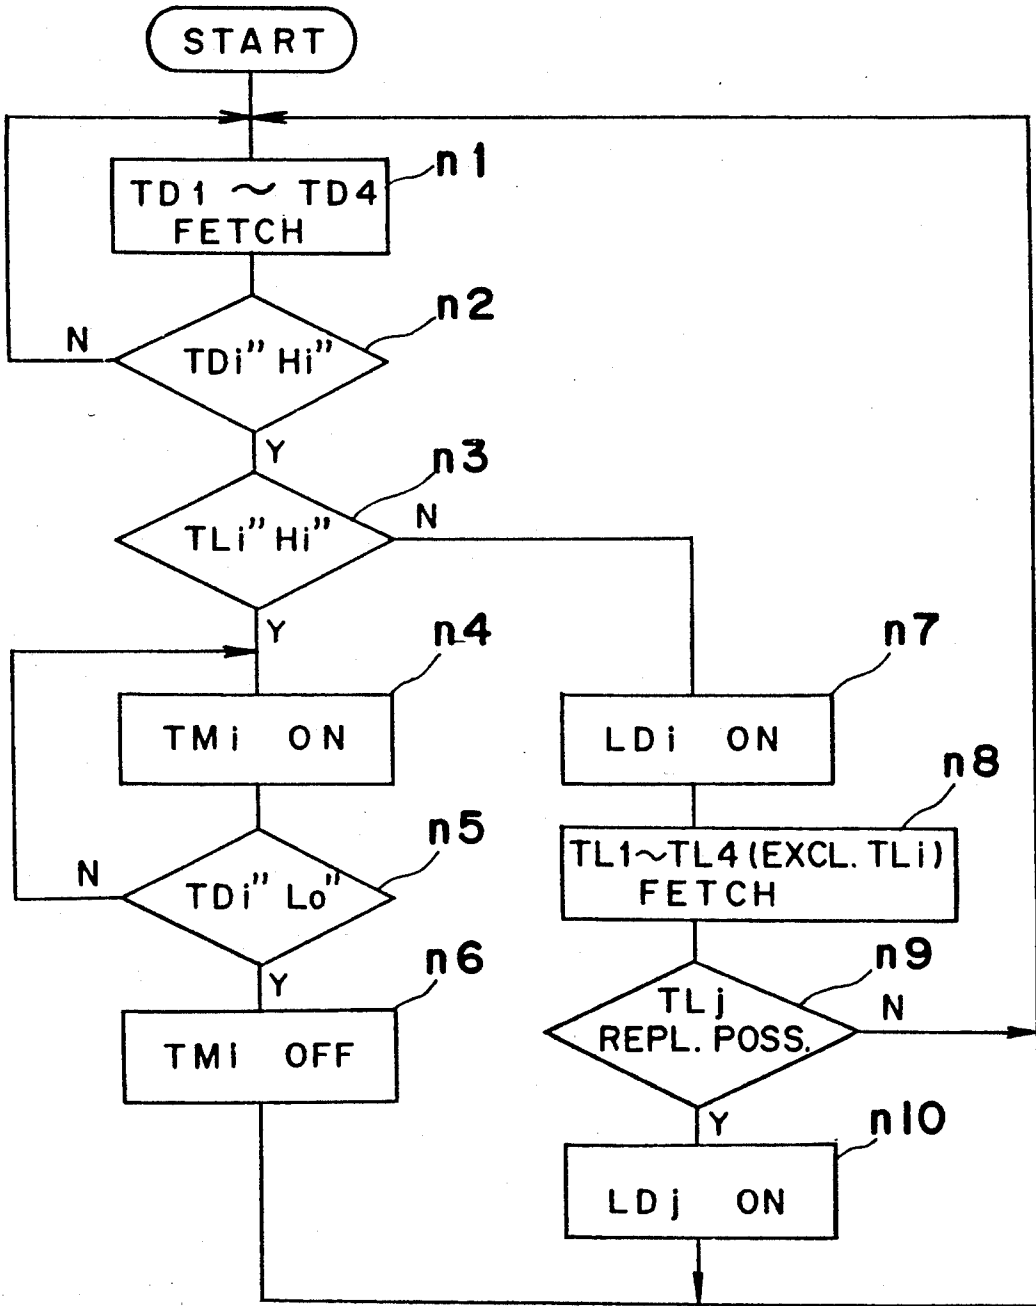 START
n1
TD1 ~ TD4
FETCH
n2
N
TDi" Hi"
Y
n3
TLi" Hi"
N
Y
n4
n7
TMi ON
LDi ON
n8
n5
TL1~TL4 (EXCL. TLi)
FETCH
N
TDi" Lo"
n6
n9
Y
TLj
REPL. POSS.
N
TMI OFF
Y
n10
LDj ON